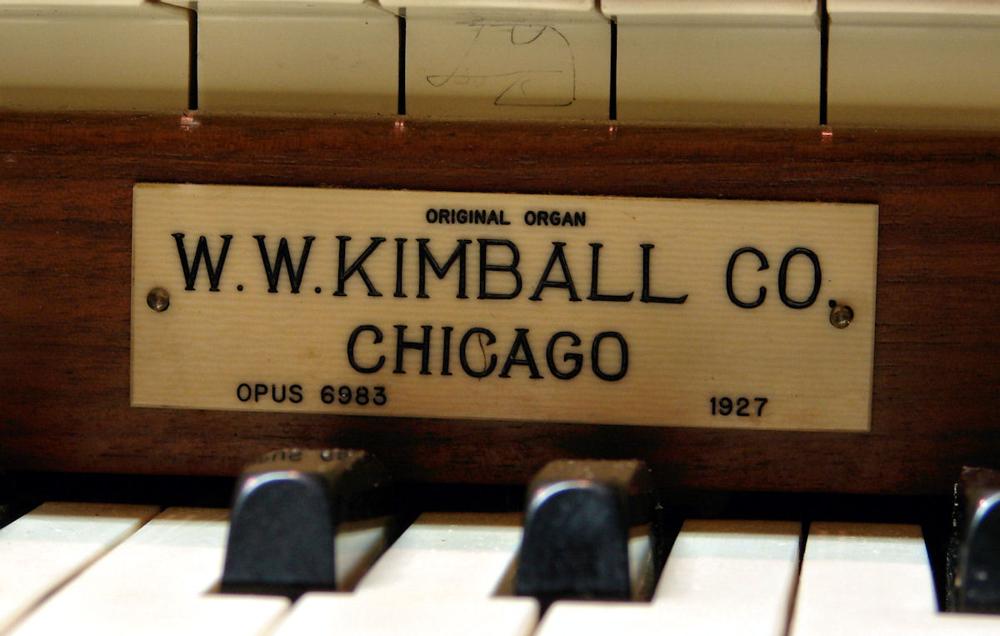 ORIGINAL ORGAN
W.W.KIMBALL CO.
CHICAGO
OPUS 6983 1927